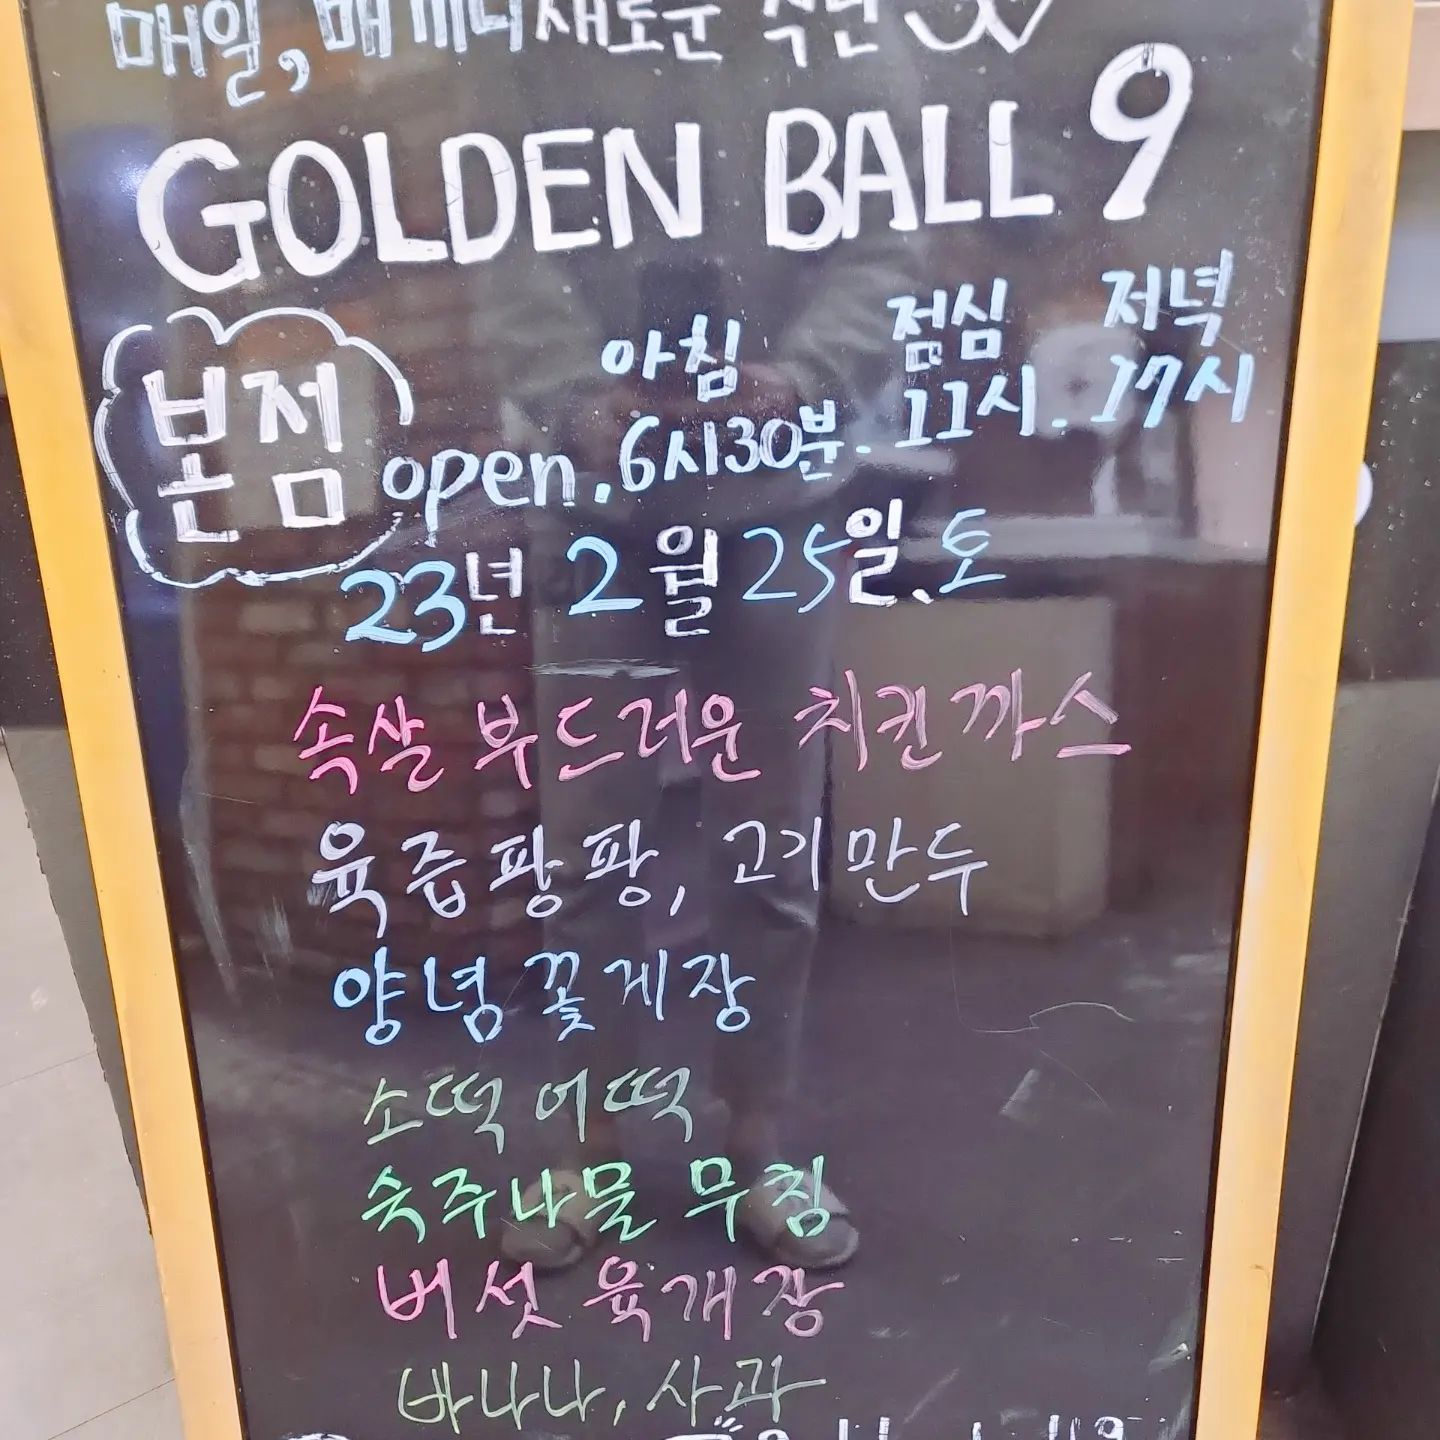 매일, 매끼니 새로운 식단
GOLDEN BALL 9
아침 점심 저녁
본점 open. 6시30분. 11시. 17시
23년 2월 25일. 토
속살 부드러운 치킨까스
육즙팡팡, 고기만두
양념 꽃게장
소떡 어떡
숙주나물 무침
버섯 육개장
바나나, 사과